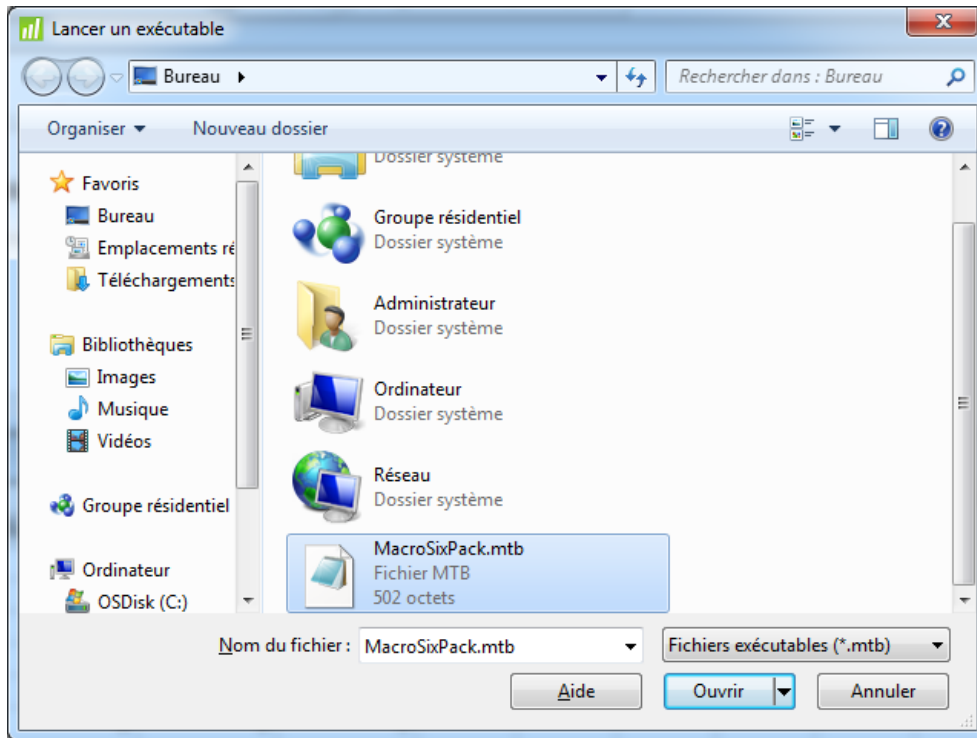 Lancer un exécutable
Bureau
Rechercher dans : Bureau
Organiser
Nouveau dossier
Favoris
Bureau
Emplacements ré
Téléchargements
Bibliothèques
Images
Musique
Vidéos
Groupe résidentiel
Ordinateur
OSDisk (C:)
Dossier système
Groupe résidentiel
Dossier système
Administrateur
Dossier système
Ordinateur
Dossier système
Réseau
Dossier système
MacroSixPack.mtb
Fichier MTB
502 octets
Nom du fichier : MacroSixPack.mtb Fichiers exécutables (*.mtb)
Aide Ouvrir Annuler